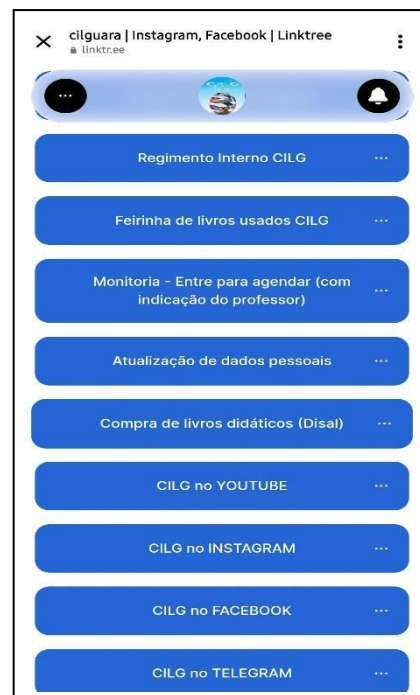 cilguara | Instagram, Facebook | Linktree
linktr.ee
Regimento Interno CILG
Feirinha de livros usados CILG
Monitoria - Entre para agendar (com
indicação do professor)
Atualização de dados pessoais
Compra de livros didáticos (Disal)
CILG no YOUTUBE
CILG no INSTAGRAM
CILG no FACEBOOK
CILG no TELEGRAM